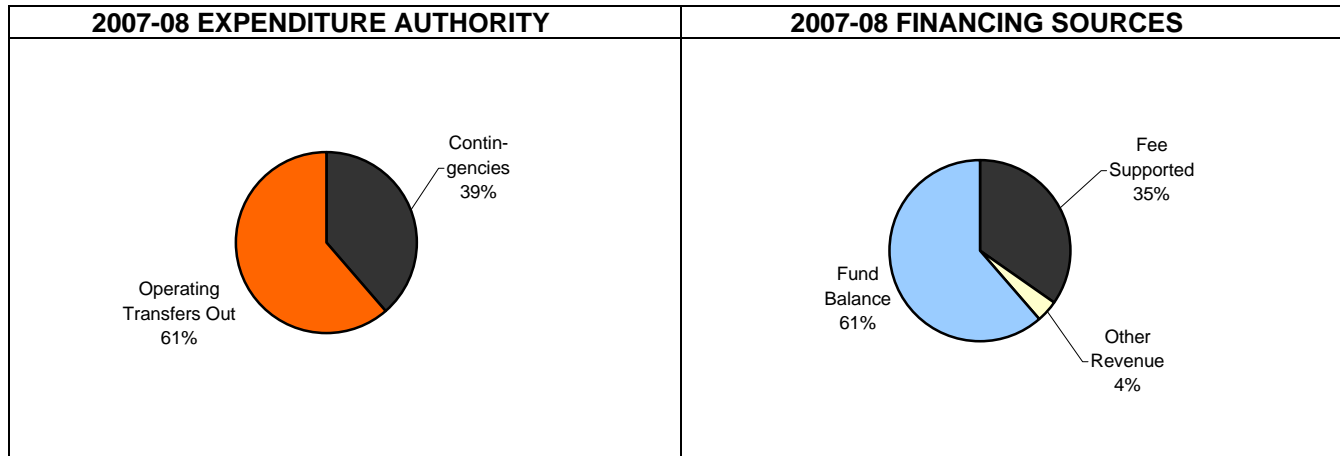 2007-08 EXPENDITURE AUTHORITY
Contin-
gencies
39%
Operating
Transfers Out
61%
2007-08 FINANCING SOURCES
Fee
Supported
35%
Fund
Balance
61%
Other
Revenue
4%